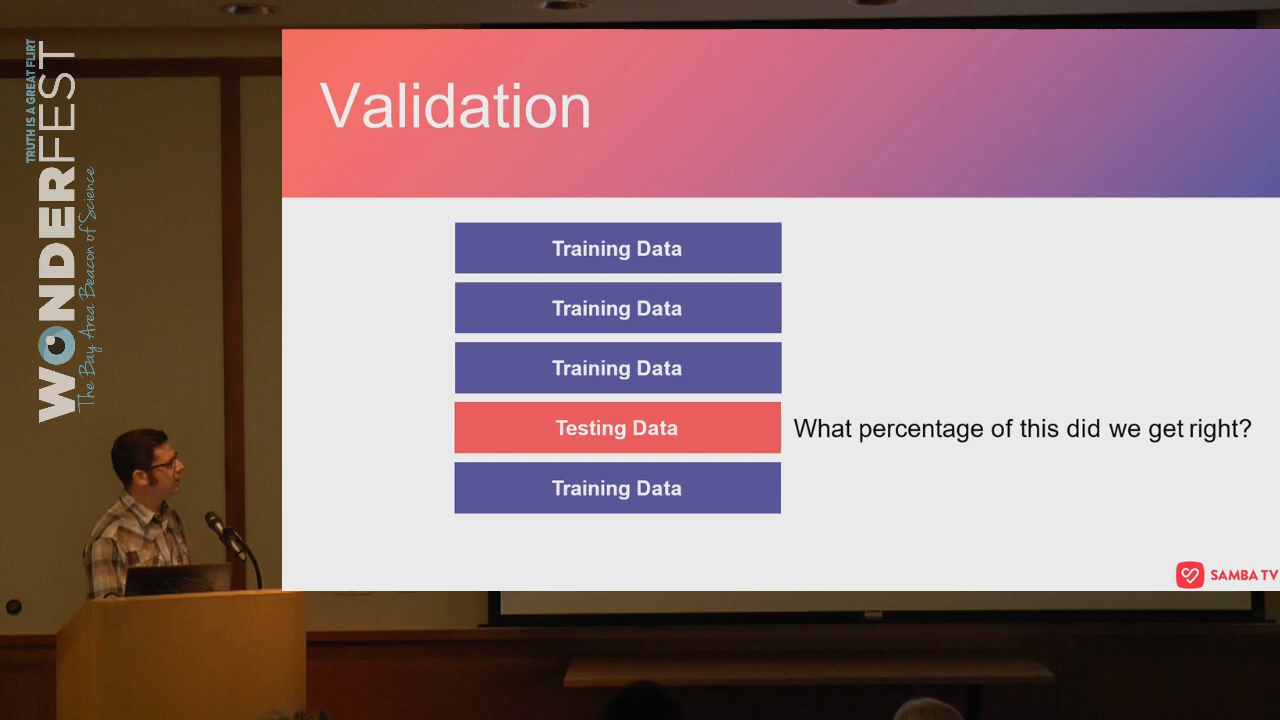 TRUTH IS A GREAT FLIRT
WONDERFEST
The Bay Area Beacon of Science
Validation
Training Data
Training Data
Training Data
Testing Data What percentage of this did we get right?
Training Data
SAMBA TV